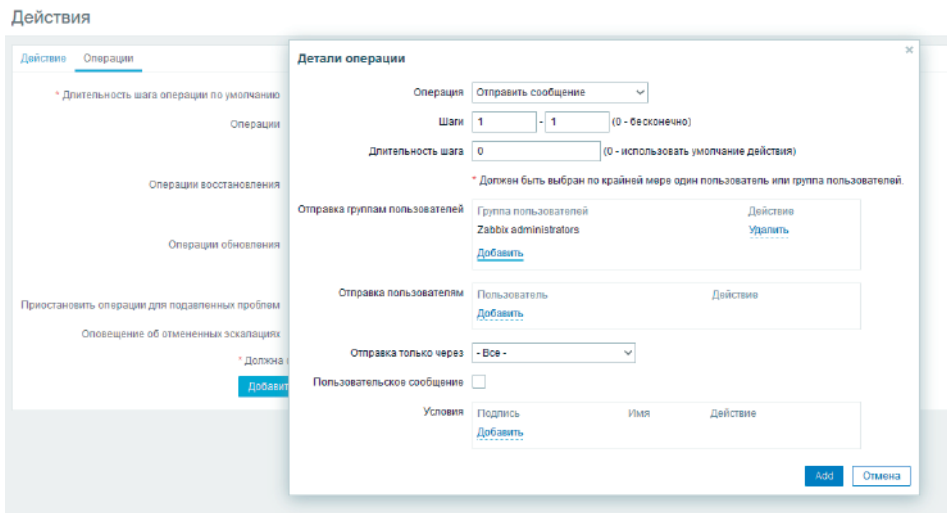 Действия
Действие Операции
* Длительность шага операции по умолчанию
Операции
Операции восстановления
Операции обновления
Приостановить операции для подавленных проблем
Оповещение об отмененных эскалациях
* Должна
Добавит
Детали операции
Операция Отправить сообщение
Шаги 1 - 1 (0 - бесконечно)
Длительность шага 0 (0 - использовать умолчание действия)
* Должен быть выбран по крайней мере один пользователь или группа пользователей.
Отправка группам пользователей Группа пользователей Действие
Zabbix administrators Удалить
Добавить
Отправка пользователям Пользователь Действие
Добавить
Отправка только через - Все -
Пользовательское сообщение
Условия Подпись Имя Действие
Добавить
Add Отмена